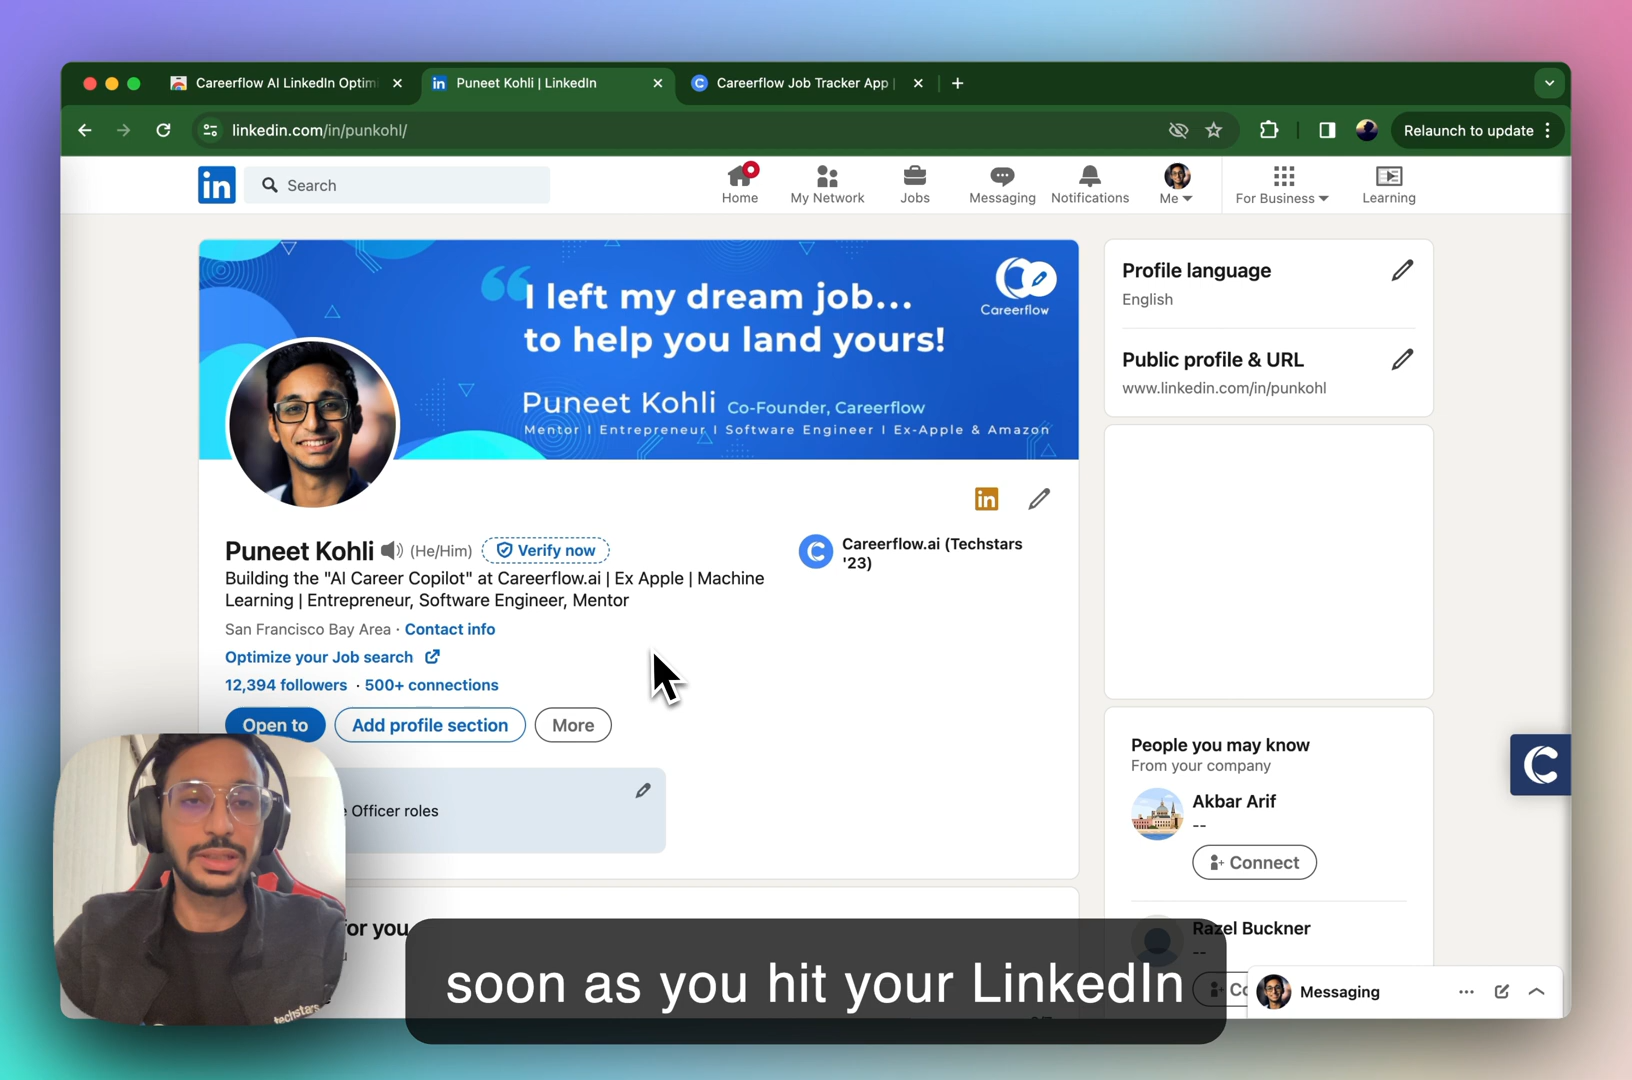 Careerflow AI LinkedIn Optimi
Puneet Kohli | LinkedIn
Careerflow Job Tracker App |
linkedin.com/in/punkohl/
Relaunch to update
in
Search
Home
My Network
Jobs
Messaging
Notifications
Me
For Business
Learning
I left my dream job...
to help you land yours!
Careerflow
Puneet Kohli Co-Founder, Careerflow
Mentor I Entrepreneur I Software Engineer I Ex-Apple & Amazon
in
Puneet Kohli (He/Him) Verify now
Building the "AI Career Copilot" at Careerflow.ai | Ex Apple | Machine
Learning | Entrepreneur, Software Engineer, Mentor
San Francisco Bay Area · Contact info
Optimize your Job search
12,394 followers · 500+ connections
Open to
Add profile section
More
Careerflow.ai (Techstars
'23)
Officer roles
for you
Profile language
English
Public profile & URL
www.linkedin.com/in/punkohl
People you may know
From your company
Akbar Arif
--
Connect
Razel Buckner
--
Messaging
techstars
soon as you hit your LinkedIn